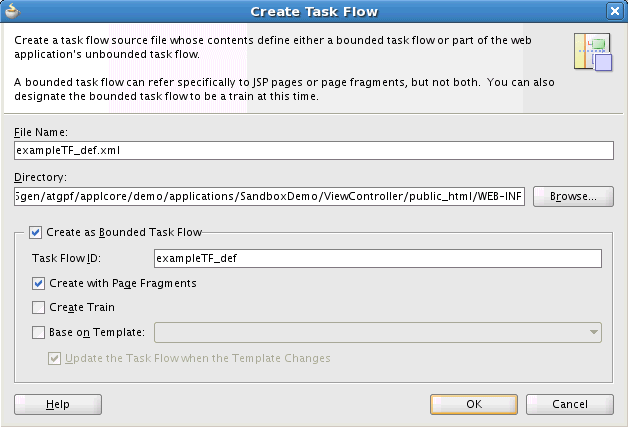 Create Task Flow
Create a task flow source file whose contents define either a bounded task flow or part of the web
application's unbounded task flow.
A bounded task flow can refer specifically to JSP pages or page fragments, but not both. You can also
designate the bounded task flow to be a train at this time.
File Name:
exampleTF_def.xml
Directory:
5gen/atgpf/applcore/demo/applications/SandboxDemo/ViewController/public_html/WEB-INF
Browse...
Create as Bounded Task Flow
Task Flow ID:
exampleTF_def
Create with Page Fragments
Create Train
Base on Template:
Update the Task Flow when the Template Changes
Help
OK
Cancel